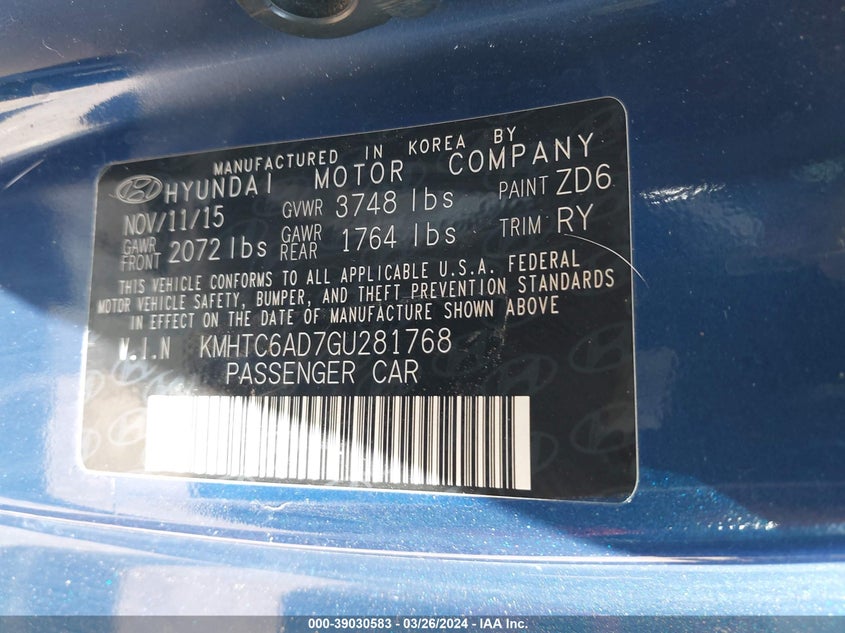 MANUFACTURED IN KOREA BY
HYUNDAI MOTOR COMPANY
NOV/11/15 GVWR 3748 lbs PAINT ZD6
GAWR FRONT 2072 lbs GAWR REAR 1764 lbs TRIM RY
THIS VEHICLE CONFORMS TO ALL APPLICABLE U.S.A. FEDERAL
MOTOR VEHICLE SAFETY, BUMPER, AND THEFT PREVENTION STANDARDS
IN EFFECT ON THE DATE OF MANUFACTURE SHOWN ABOVE
V.I.N KMHTC6AD7GU281768
PASSENGER CAR
000-39030583 / 03/26/2024 - IAA Inc.